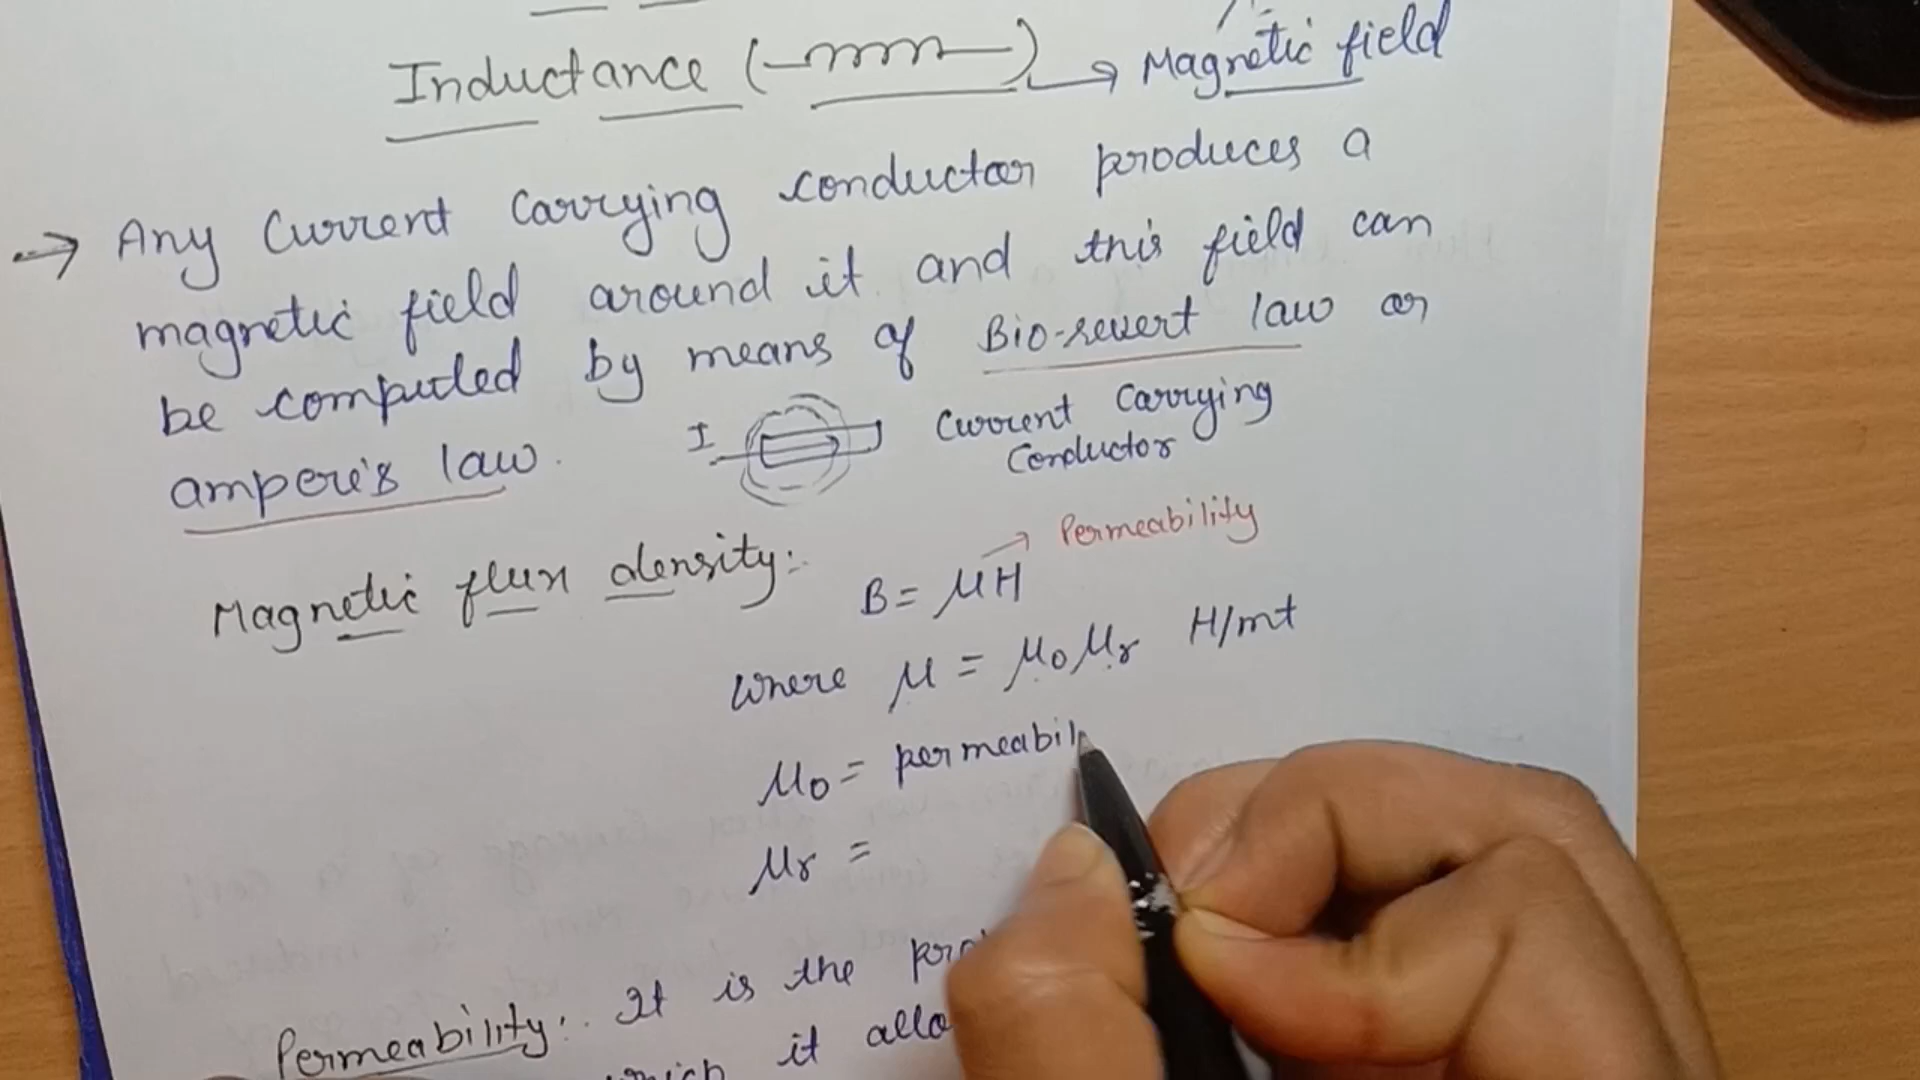 Inductance ( ) → Magnetic field
→ Any Current Carrying conductor produces a
magnetic field around it and this field can
be computed by means of Bio-severt law or
ampere's law.
I
Current Carrying
Conductor
→ Permeability
Magnetic flux density:
B = μH
where μ = μ0μr H/mt
μ0 = permeabil
μr =
Permeability: It is the pro
which it allo